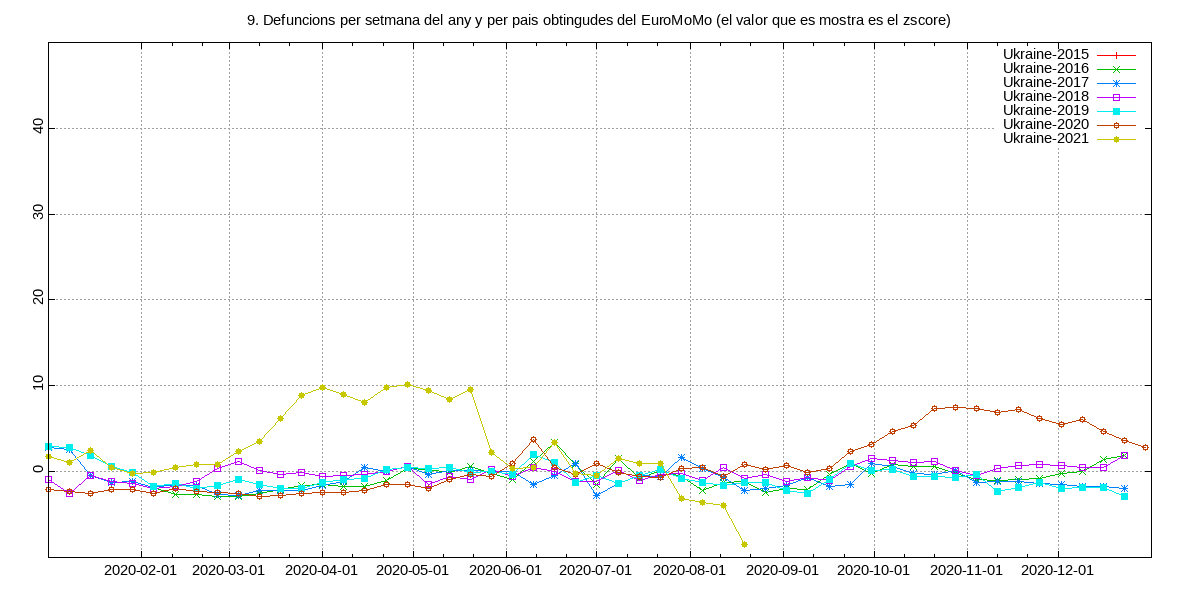 9. Defuncions per setmana del any y per pais obtingudes del EuroMoMo (el valor que es mostra es el zscore)
Ukraine-2015
Ukraine-2016
Ukraine-2017
Ukraine-2018
Ukraine-2019
Ukraine-2020
Ukraine-2021
40
30
20
10
0
2020-02-01 2020-03-01 2020-04-01 2020-05-01 2020-06-01 2020-07-01 2020-08-01 2020-09-01 2020-10-01 2020-11-01 2020-12-01